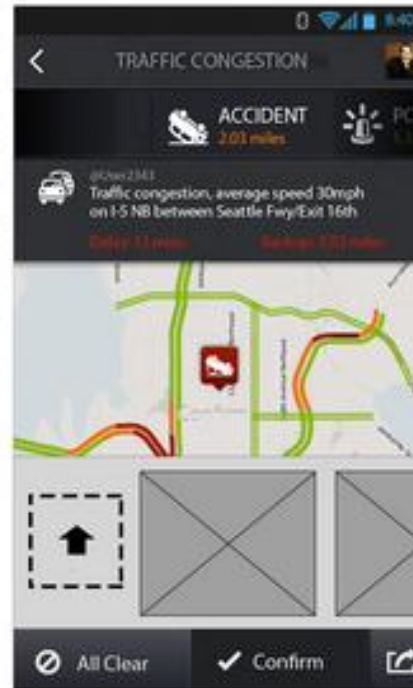 TRAFFIC CONGESTION
ACCIDENT
2.03 miles
@User2343
Traffic congestion, average speed 30mph
on I-5 NB between Seattle Fwy/Exit 16th
All Clear
Confirm